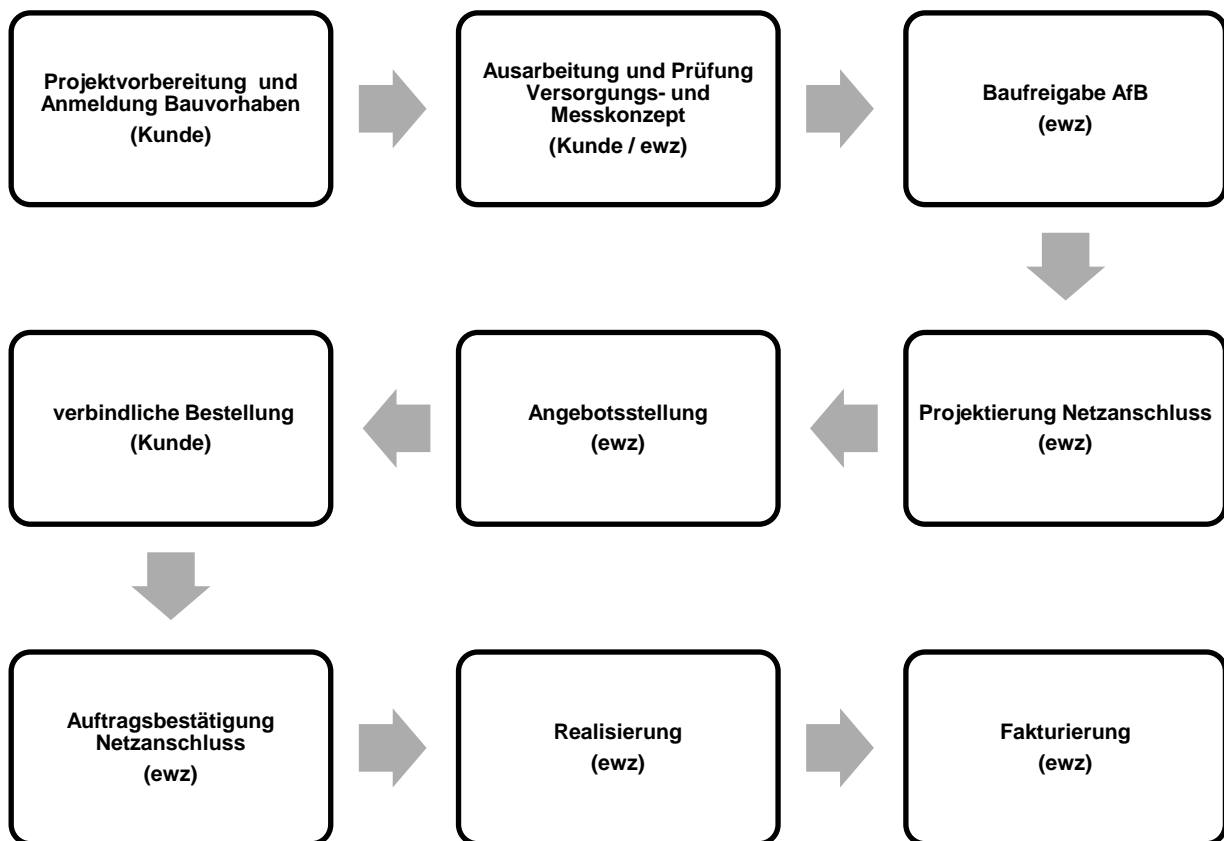 Projektvorbereitung und
Anmeldung Bauvorhaben
(Kunde)
Ausarbeitung und Prüfung
Versorgungs- und
Messkonzept
(Kunde / ewz)
Baufreigabe AfB
(ewz)
Projektierung Netzanschluss
(ewz)
Angebotsstellung
(ewz)
verbindliche Bestellung
(Kunde)
Auftragsbestätigung
Netzanschluss
(ewz)
Realisierung
(ewz)
Fakturierung
(ewz)